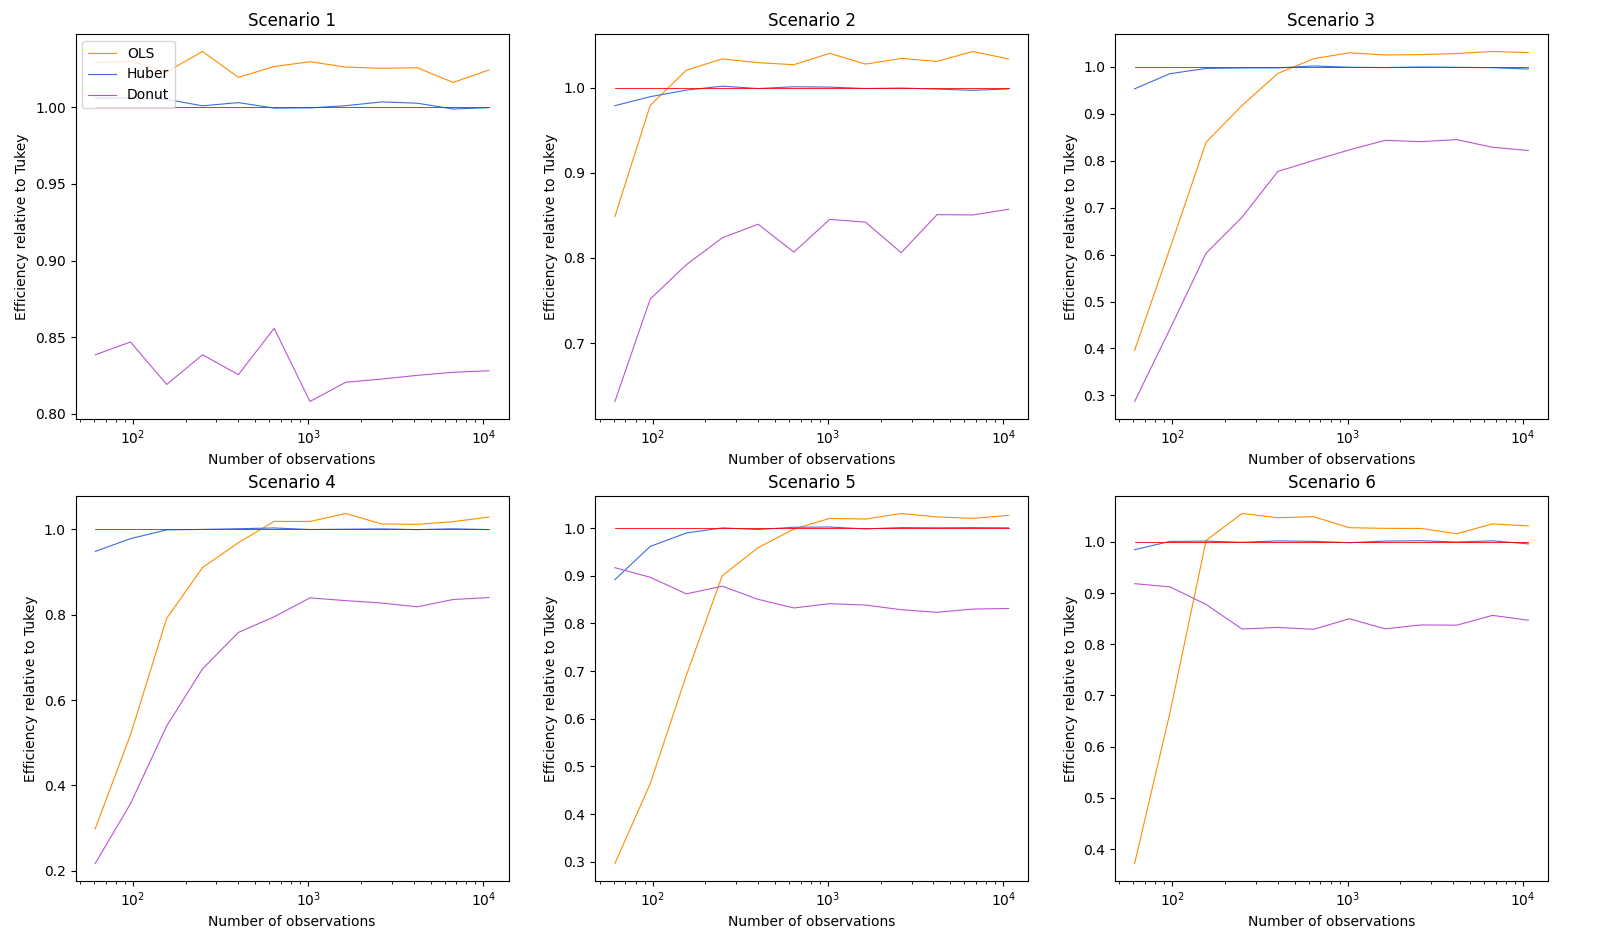 Scenario 1
OLS
Huber
Donut
1.00
0.95
0.90
0.85
0.80
Efficiency relative to Tukey
10²
10³
10⁴
Number of observations
Scenario 2
1.0
0.9
0.8
0.7
Efficiency relative to Tukey
10²
10³
10⁴
Number of observations
Scenario 3
1.0
0.9
0.8
0.7
0.6
0.5
0.4
0.3
Efficiency relative to Tukey
10²
10³
10⁴
Number of observations
Scenario 4
1.0
0.8
0.6
0.4
0.2
Efficiency relative to Tukey
10²
10³
10⁴
Number of observations
Scenario 5
1.0
0.9
0.8
0.7
0.6
0.5
0.4
0.3
Efficiency relative to Tukey
10²
10³
10⁴
Number of observations
Scenario 6
1.0
0.9
0.8
0.7
0.6
0.5
0.4
Efficiency relative to Tukey
10²
10³
10⁴
Number of observations